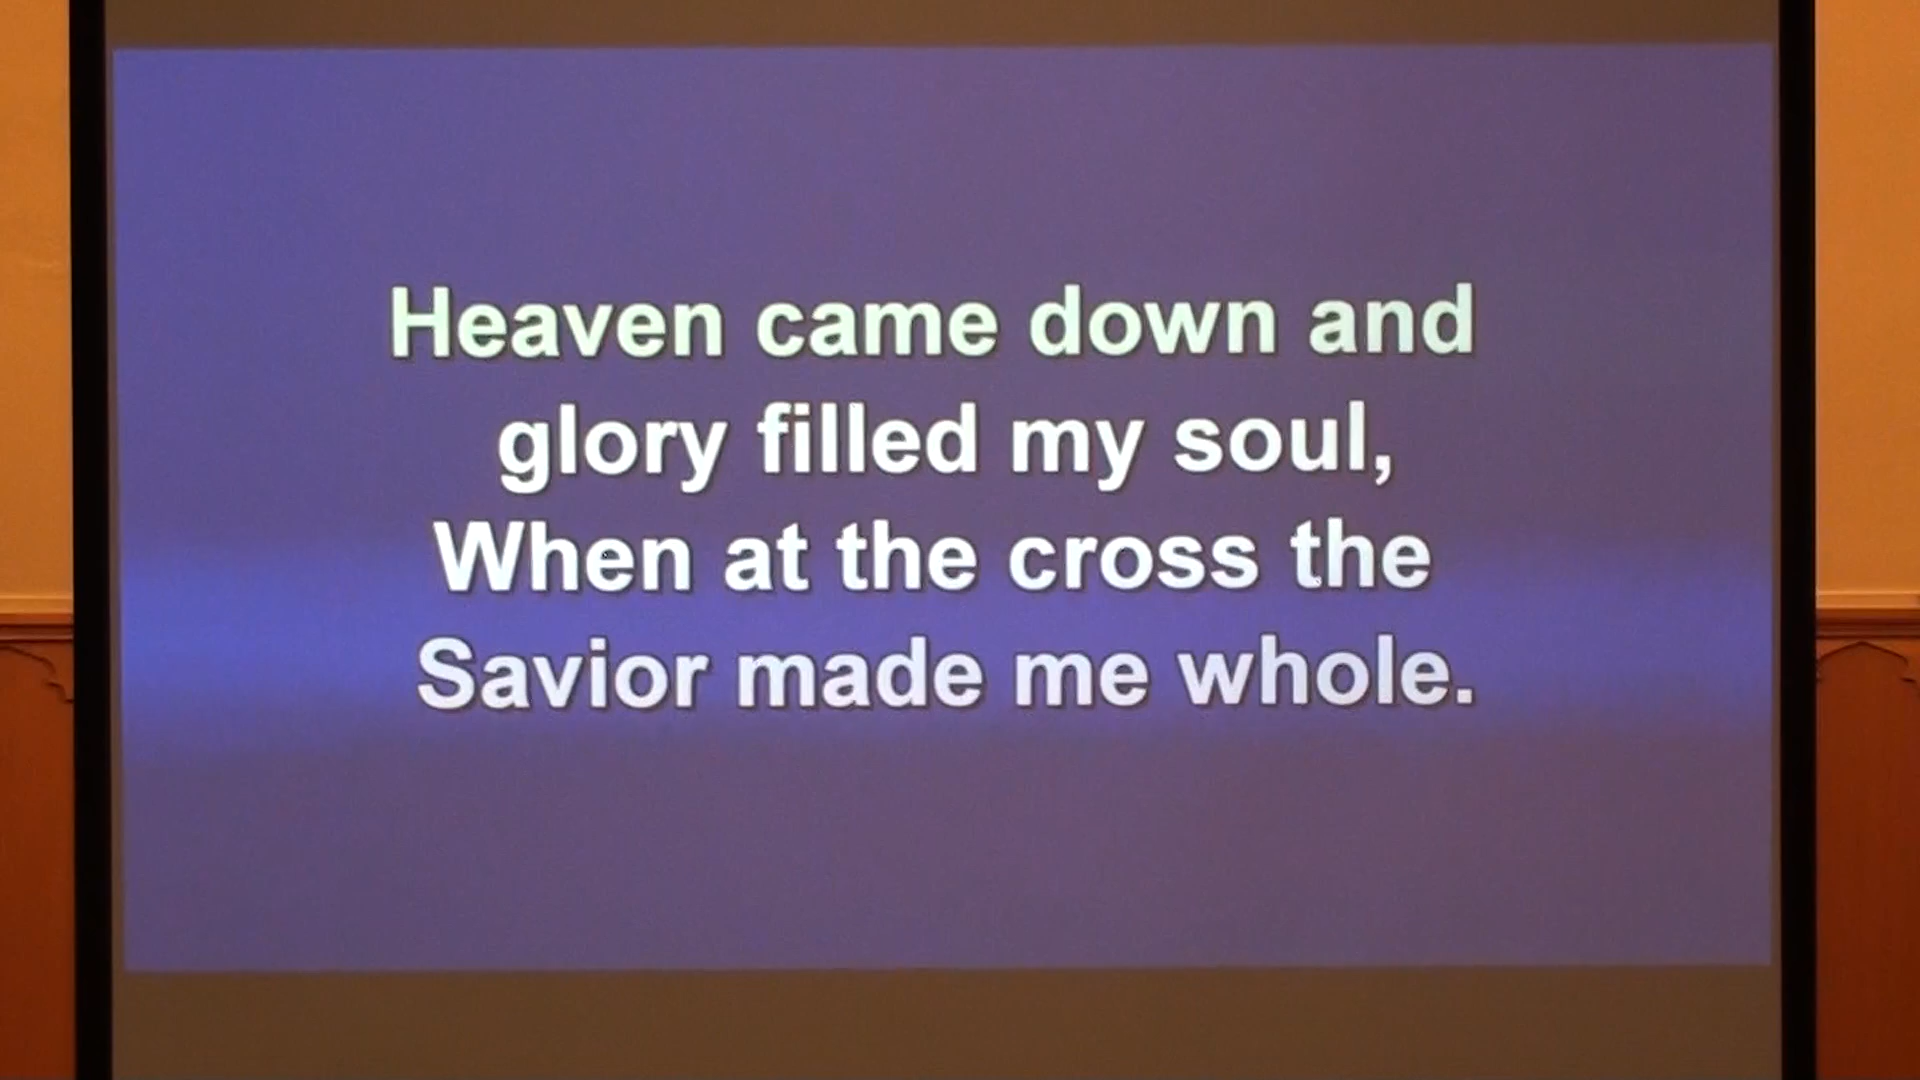 Heaven came down and
glory filled my soul,
When at the cross the
Savior made me whole.